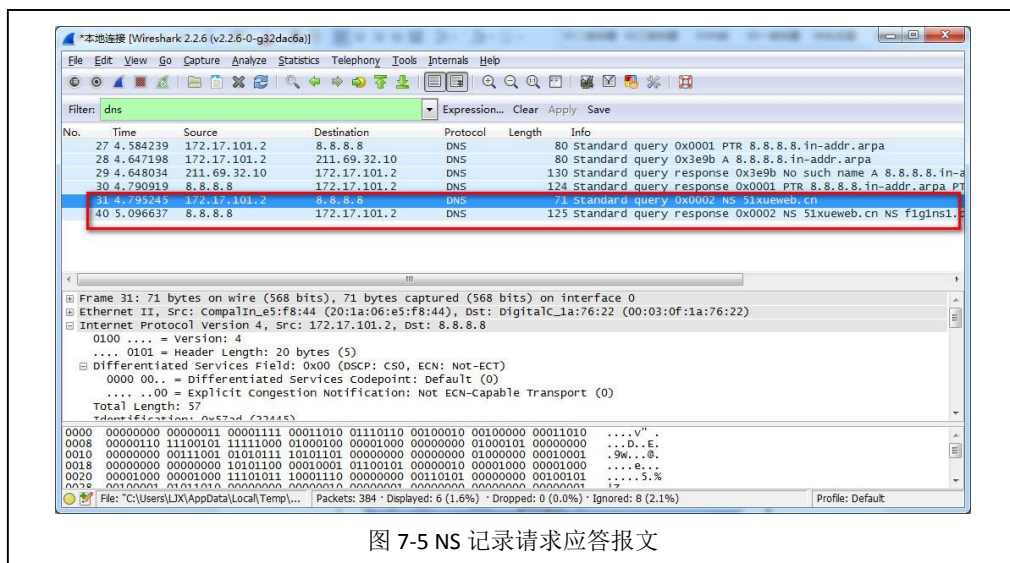 *本地连接 [Wireshark 2.2.6 (v2.2.6-0-g32dac6a)]
File Edit View Go Capture Analyze Statistics Telephony Tools Internals Help
Filter: dns Expression... Clear Apply Save
No. Time Source Destination Protocol Length Info
27 4.584239 172.17.101.2 8.8.8.8 DNS 80 Standard query 0x0001 PTR 8.8.8.8.in-addr.arpa
28 4.647198 172.17.101.2 211.69.32.10 DNS 80 Standard query 0x3e9b A 8.8.8.8.in-addr.arpa
29 4.648034 211.69.32.10 172.17.101.2 DNS 130 Standard query response 0x3e9b No such name A 8.8.8.8.in-a
30 4.790919 8.8.8.8 172.17.101.2 DNS 124 Standard query response 0x0001 PTR 8.8.8.8.in-addr.arpa PT
31 4.795245 172.17.101.2 8.8.8.8 DNS 71 Standard query 0x0002 NS 51xueweb.cn
40 5.096637 8.8.8.8 172.17.101.2 DNS 125 Standard query response 0x0002 NS 51xueweb.cn NS f1g1ns1.
Frame 31: 71 bytes on wire (568 bits), 71 bytes captured (568 bits) on interface 0
Ethernet II, Src: CompalIn_e5:f8:44 (20:1a:06:e5:f8:44), Dst: DigitalC_1a:76:22 (00:03:0f:1a:76:22)
Internet Protocol Version 4, Src: 172.17.101.2, Dst: 8.8.8.8
0100 .... = Version: 4
.... 0101 = Header Length: 20 bytes (5)
Differentiated Services Field: 0x00 (DSCP: CS0, ECN: Not-ECT)
0000 00.. = Differentiated Services Codepoint: Default (0)
.... ..00 = Explicit Congestion Notification: Not ECN-Capable Transport (0)
Total Length: 57
Identification: 0x57ad (22445)
0000 00000000 00000011 00001111 00011010 01110110 00100010 00100000 00011010 ....v" .
0008 00000110 11100101 11111000 01000100 00001000 00000000 01000101 00000000 ...D..E.
0010 00000000 00111001 01010111 10101101 00000000 00000000 01000000 00010001 .9W...@.
0018 00000000 00000000 10101100 00010001 01100101 00000010 00001000 00001000 ....e...
0020 00001000 00001000 11101011 10001110 00000000 00110101 00000000 00100101 .....5.%
File: "C:\Users\LJX\AppData\Local\Temp\... Packets: 384 · Displayed: 6 (1.6%) · Dropped: 0 (0.0%) · Ignored: 8 (2.1%) Profile: Default
图 7-5 NS 记录请求应答报文